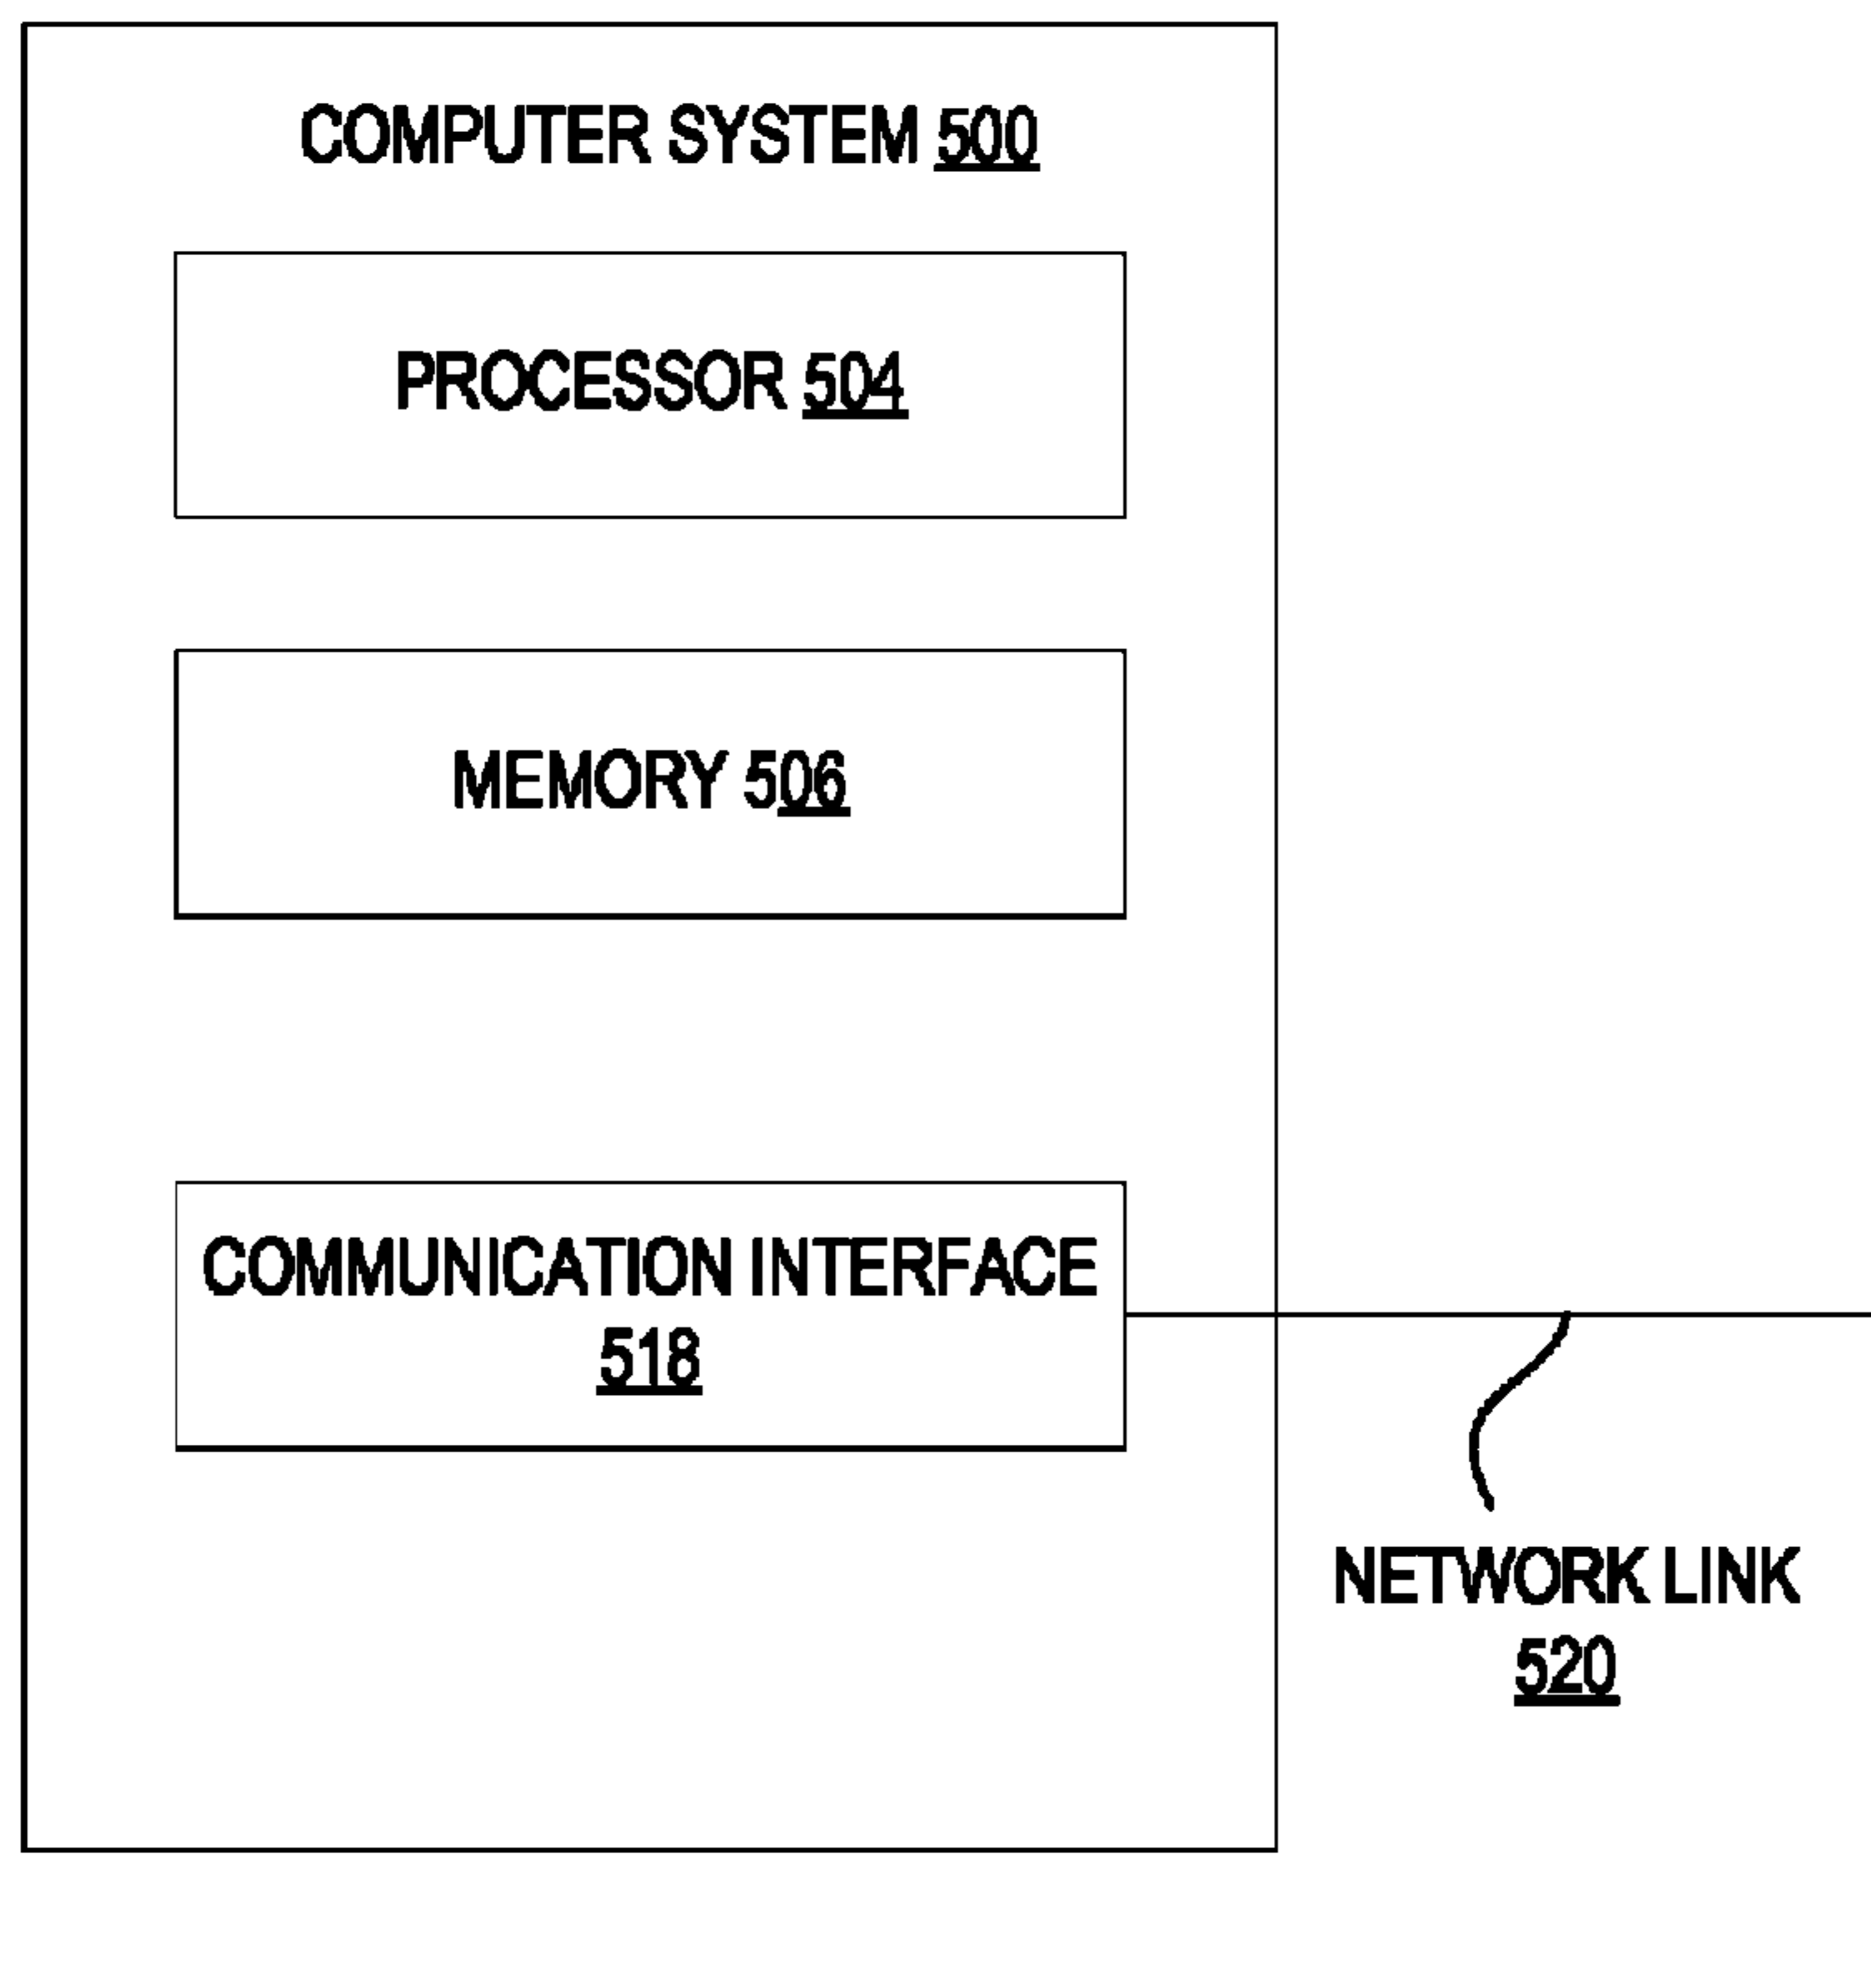 COMPUTER SYSTEM 500
PROCESSOR 504
MEMORY 506
COMMUNICATION INTERFACE
518
NETWORK LINK
520